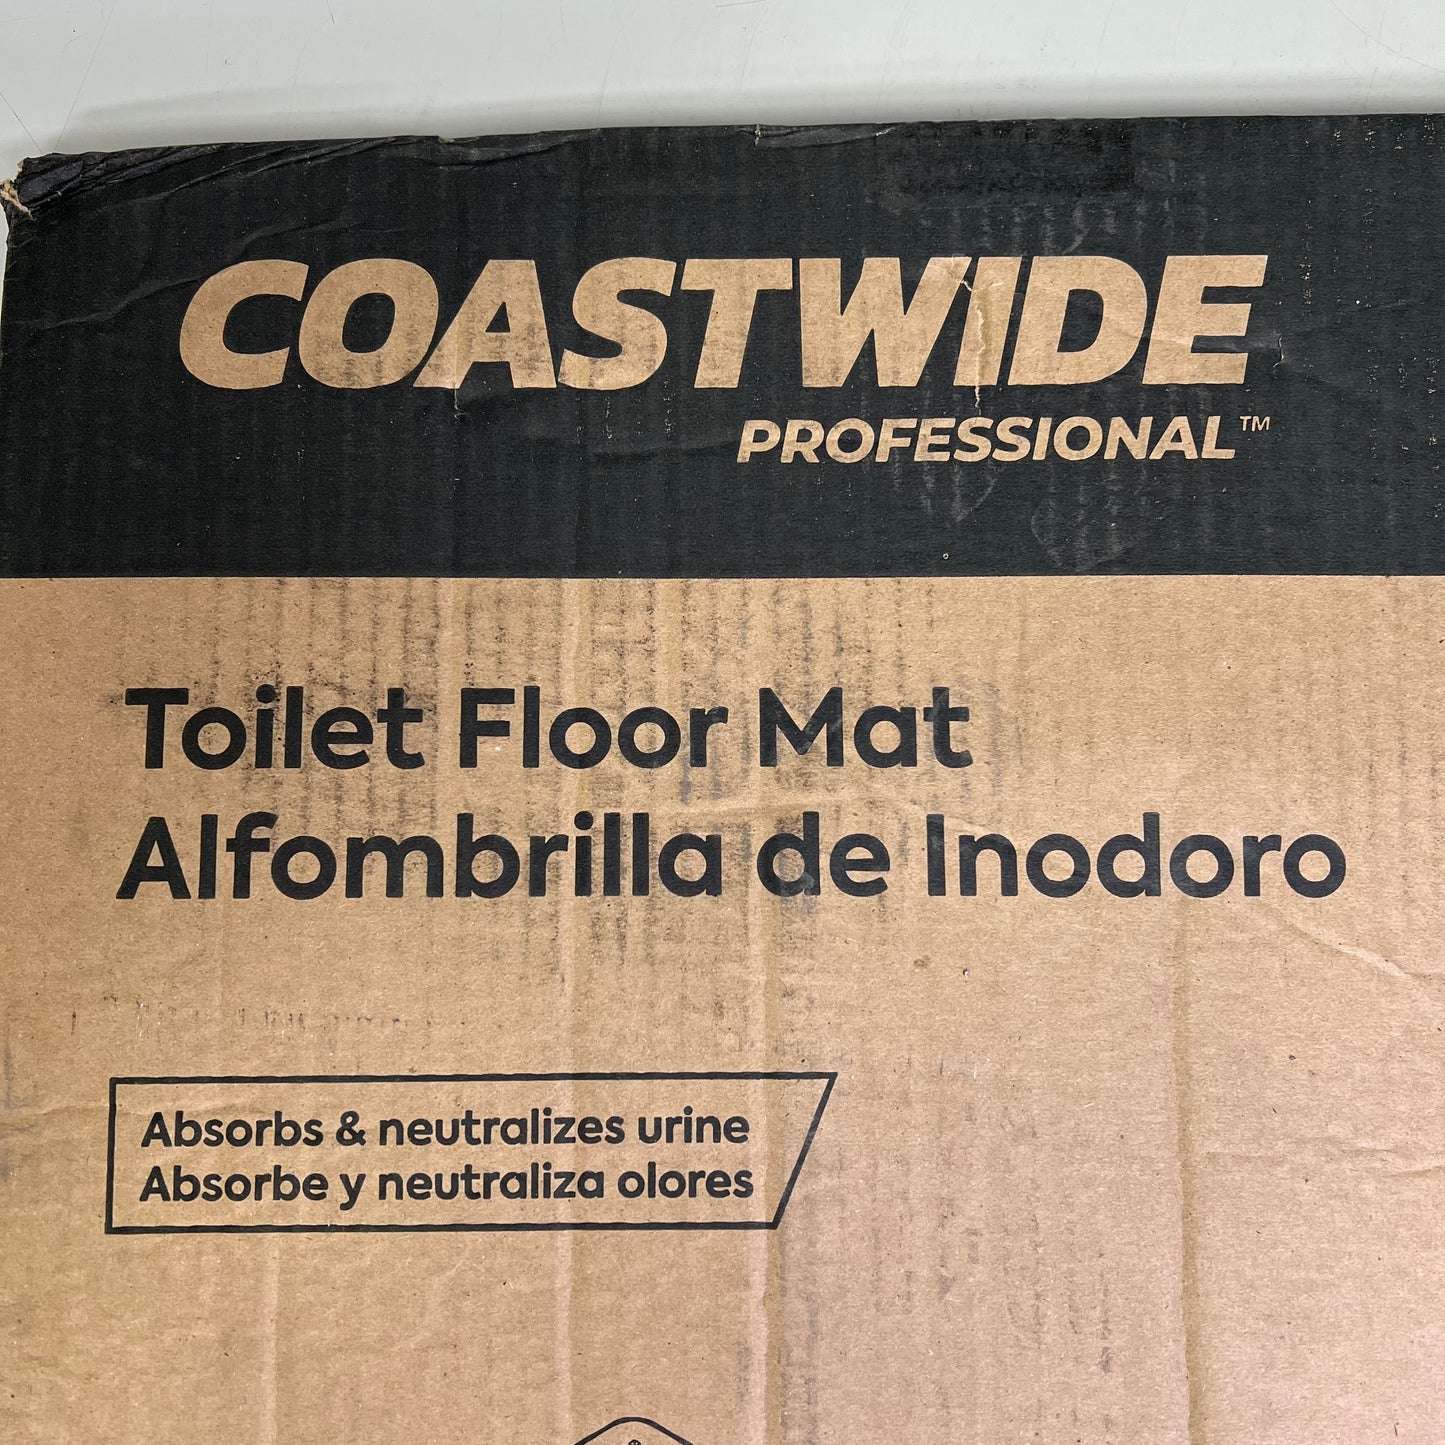 COASTWIDE
PROFESSIONAL™
Toilet Floor Mat
Alfombrilla de Inodoro
Absorbs & neutralizes urine
Absorbe y neutraliza olores